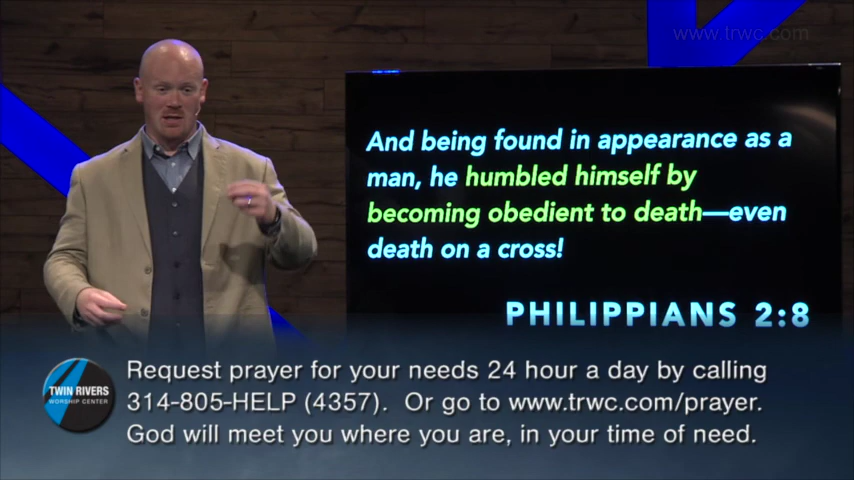 www.trwc.com
And being found in appearance as a
man, he humbled himself by
becoming obedient to death—even
death on a cross!
PHILIPPIANS 2:8
TWIN RIVERS
WORSHIP CENTER
Request prayer for your needs 24 hour a day by calling
314-805-HELP (4357). Or go to www.trwc.com/prayer.
God will meet you where you are, in your time of need.